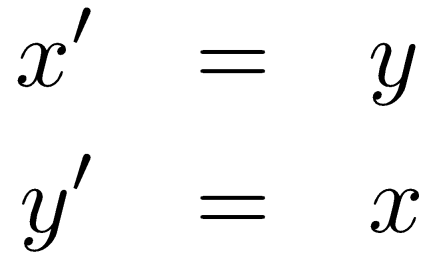 x′ = y
y′ = x